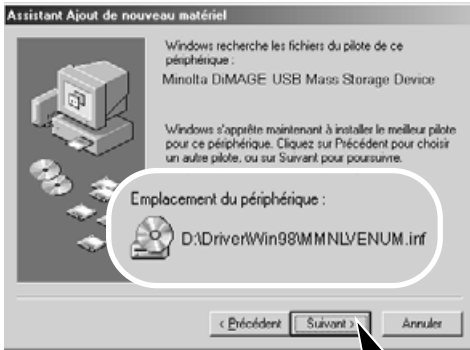 Assistant Ajout de nouveau matériel
Windows recherche les fichiers du pilote de ce
périphérique :
Minolta DiMAGE USB Mass Storage Device
Windows s'apprête maintenant à installer le meilleur pilote
pour ce périphérique. Cliquez sur Précédent pour choisir
un autre pilote, ou sur Suivant pour poursuivre.
Emplacement du périphérique :
D:\Driver\Win98\MMNLVENUM.inf
< Précédent
Suivant >
Annuler